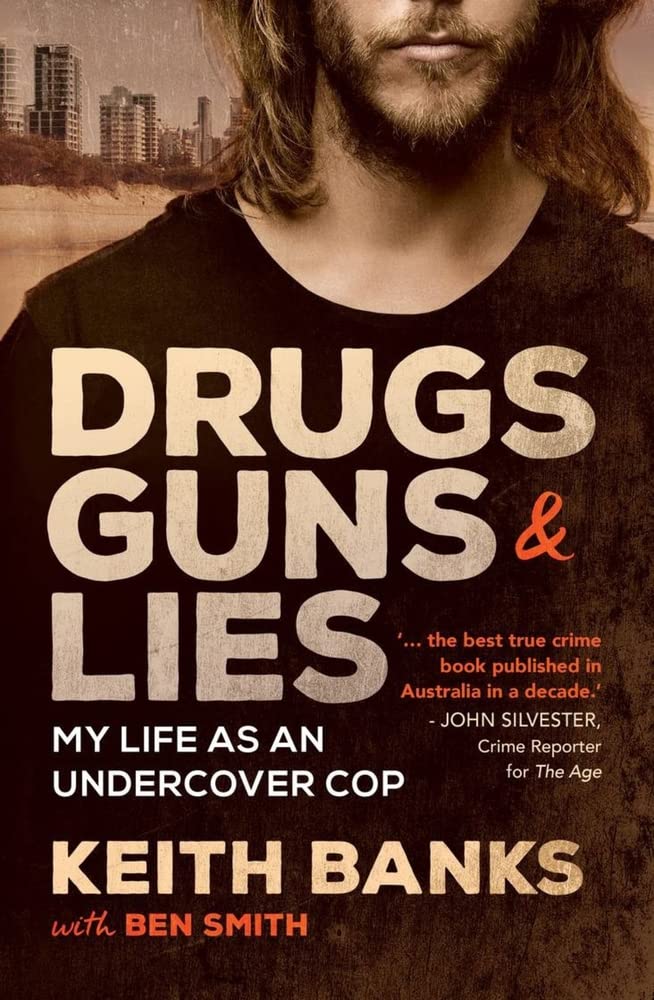 DRUGS
GUNS &
LIES
'... the best true crime
book published in
Australia in a decade.'
- JOHN SILVESTER,
Crime Reporter
for The Age
MY LIFE AS AN
UNDERCOVER COP
KEITH BANKS
with BEN SMITH